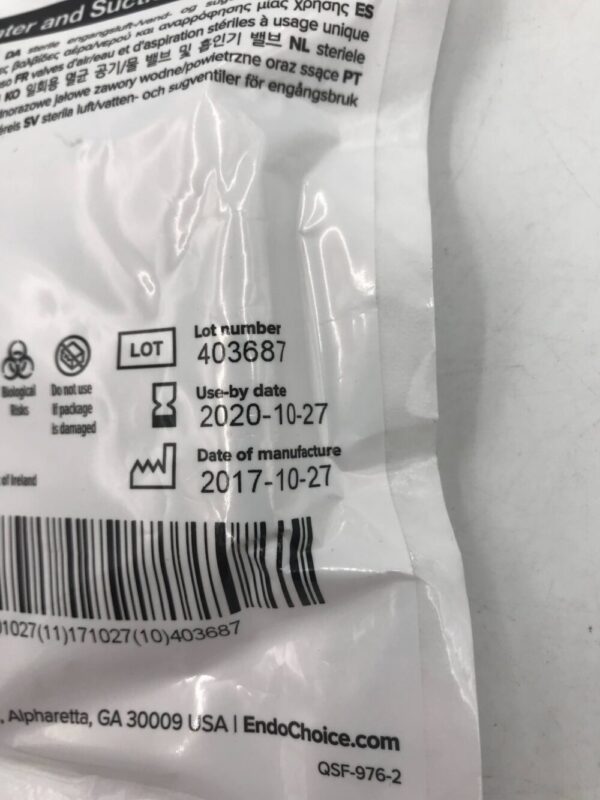 ter and Suct
DA sterile engangsluft-/vand- og sug
ς βαλβίδες αέρα/νερού και αναρρόφησης μιας χρήσης ES
so FR valves d'air/eau et d'aspiration stériles à usage unique
KO 일회용 멸균 공기/물 밸브 및 흡인기 밸브 NL steriele
dnorazowe jałowe zawory wodne/powietrzne oraz ssące PT
éreis SV sterila luft/vatten- och sugventiler för engångsbruk
Biological Risks
Do not use if package is damaged
LOT
Lot number
403687
Use-by date
2020-10-27
Date of manufacture
2017-10-27
of Ireland
01027(11)171027(10)403687
, Alpharetta, GA 30009 USA | EndoChoice.com
QSF-976-2